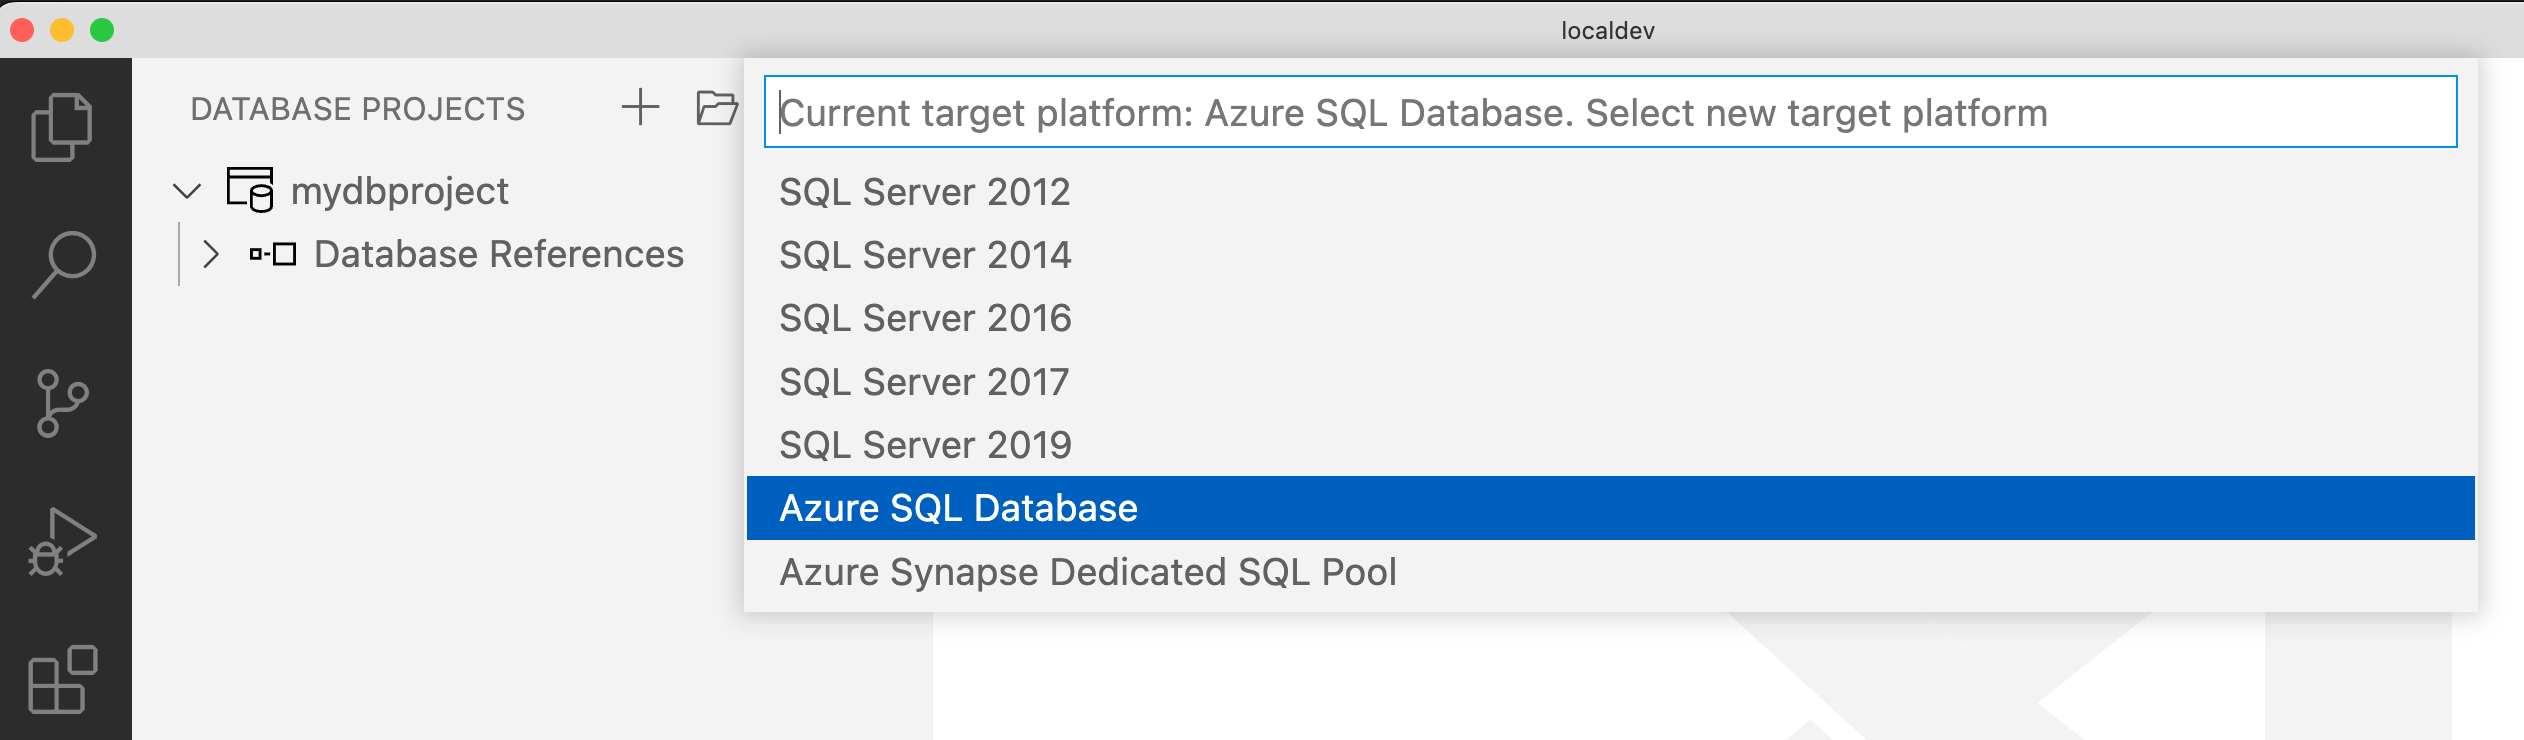 localdev
DATABASE PROJECTS
mydbproject
Database References
Current target platform: Azure SQL Database. Select new target platform
SQL Server 2012
SQL Server 2014
SQL Server 2016
SQL Server 2017
SQL Server 2019
Azure SQL Database
Azure Synapse Dedicated SQL Pool